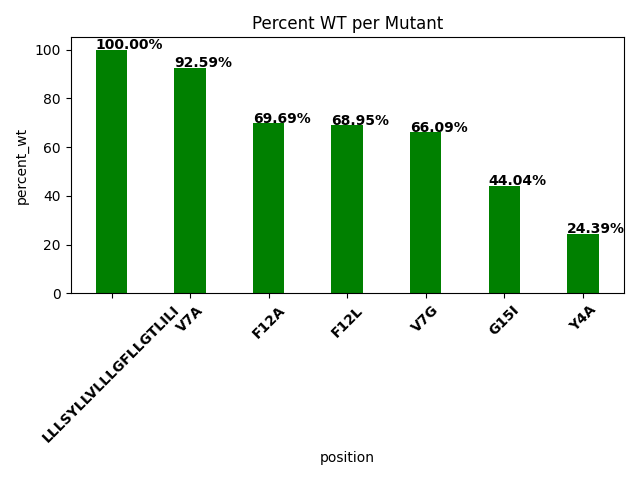 Percent WT per Mutant
percent_wt
100
80
60
40
20
0
100.00%
92.59%
69.69%
68.95%
66.09%
44.04%
24.39%
LLLSYLLVLLLGFLLGTLILI
V7A
F12A
F12L
V7G
G15I
Y4A
position